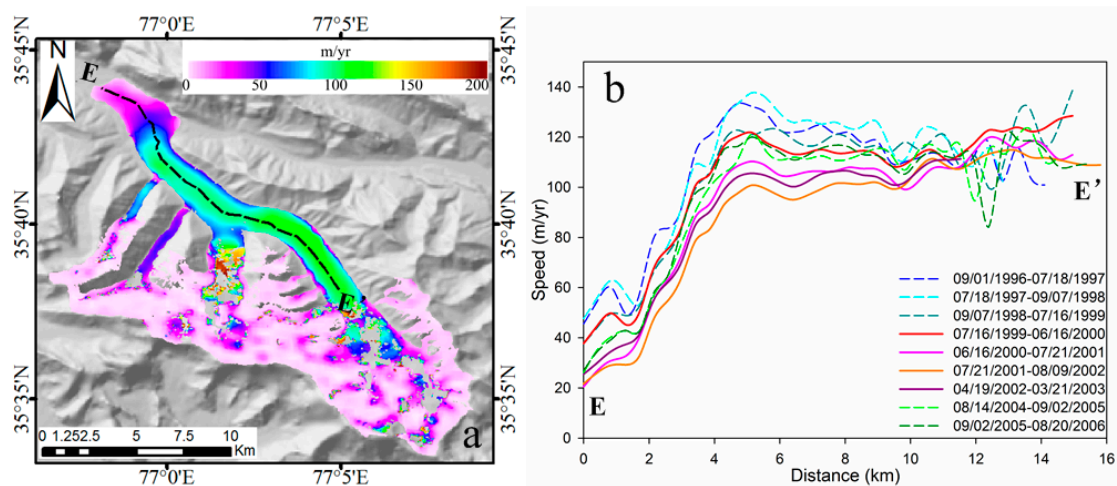 77°0'E
77°5'E
35°45'N
35°45'N
N
m/yr
0
50
100
150
200
E
35°40'N
35°40'N
E'
35°35'N
35°35'N
0 1.25 2.5 5 7.5 10
Km
a
77°0'E
77°5'E
b
Speed (m/yr)
140
120
100
80
60
40
20
0
E
E'
09/01/1996-07/18/1997
07/18/1997-09/07/1998
09/07/1998-07/16/1999
07/16/1999-06/16/2000
06/16/2000-07/21/2001
07/21/2001-08/09/2002
04/19/2002-03/21/2003
08/14/2004-09/02/2005
09/02/2005-08/20/2006
0 2 4 6 8 10 12 14 16
Distance (km)